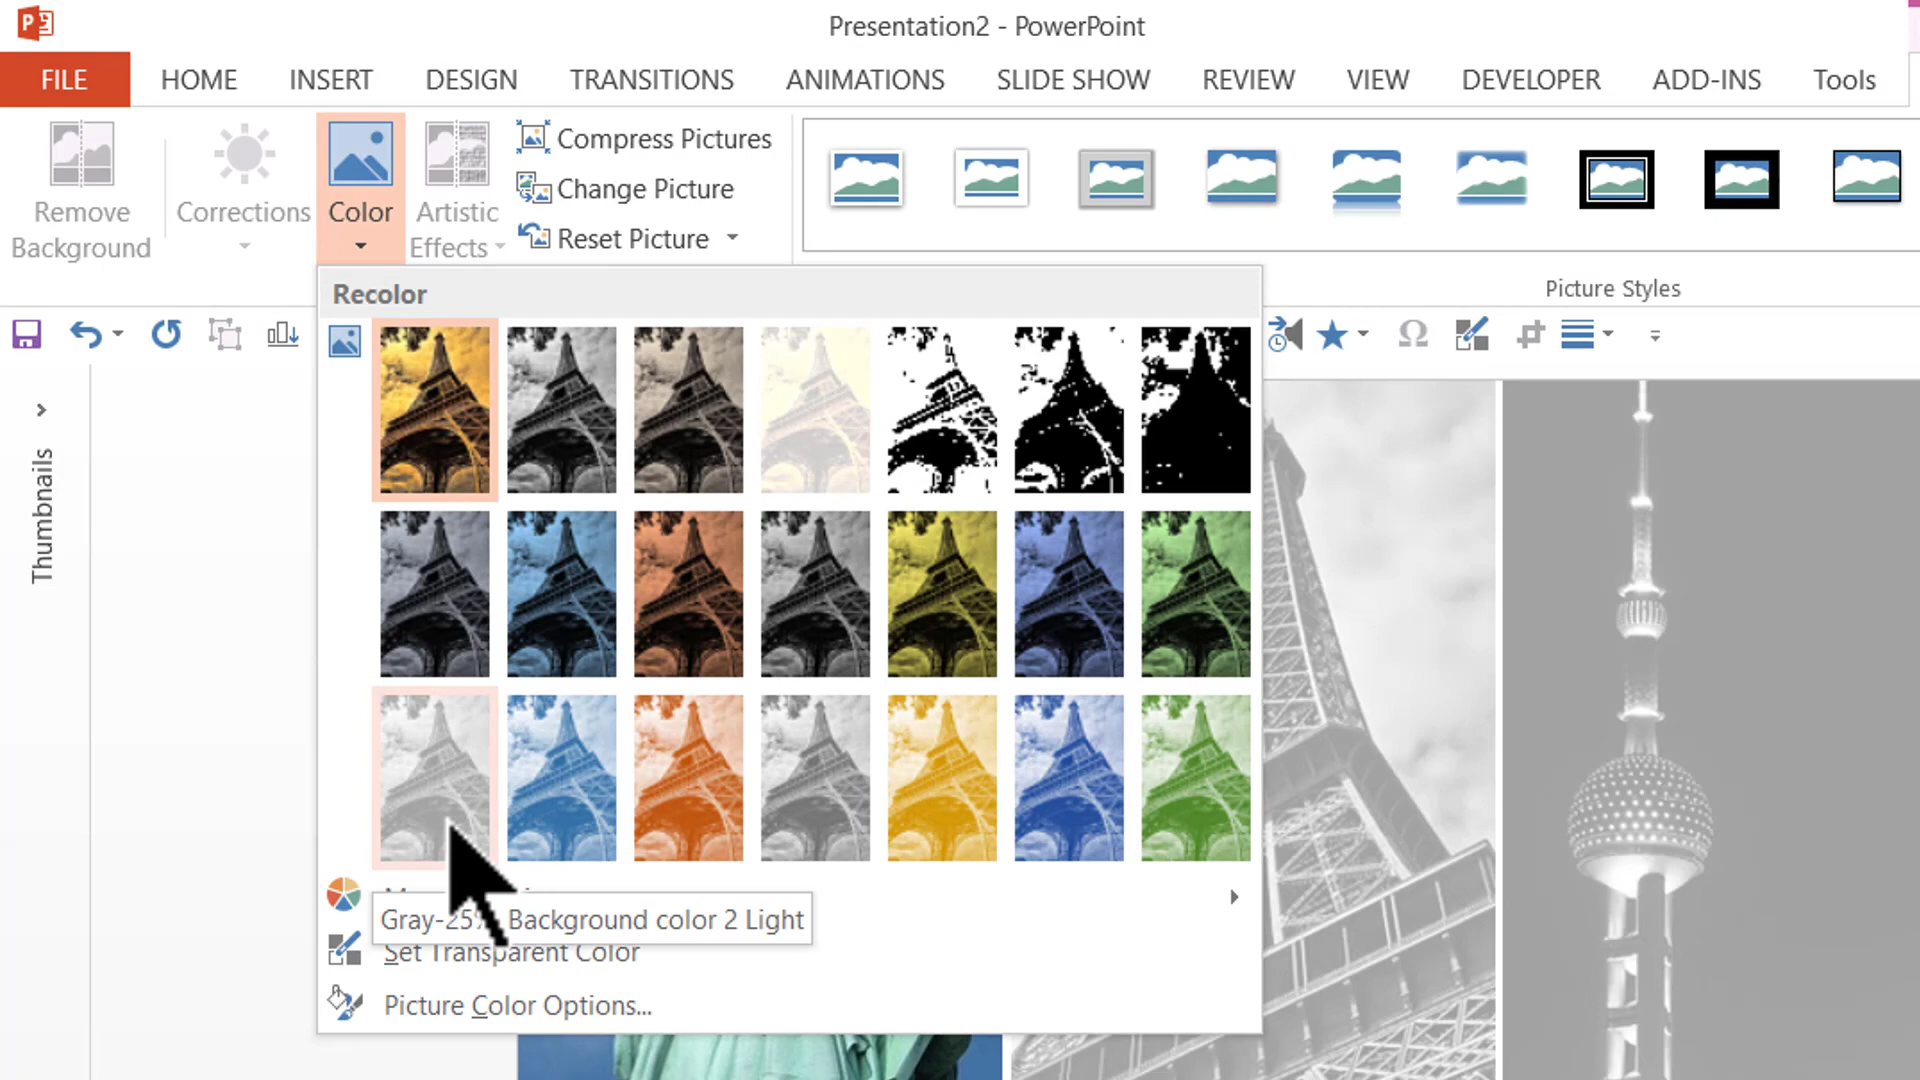 Presentation2 - PowerPoint
FILE HOME INSERT DESIGN TRANSITIONS ANIMATIONS SLIDE SHOW REVIEW VIEW DEVELOPER ADD-INS Tools
Remove
Background
Corrections
Color
Artistic
Effects
Compress Pictures
Change Picture
Reset Picture
Picture Styles
Recolor
Thumbnails
Gray-25% Background color 2 Light
Set Transparent Color
Picture Color Options...